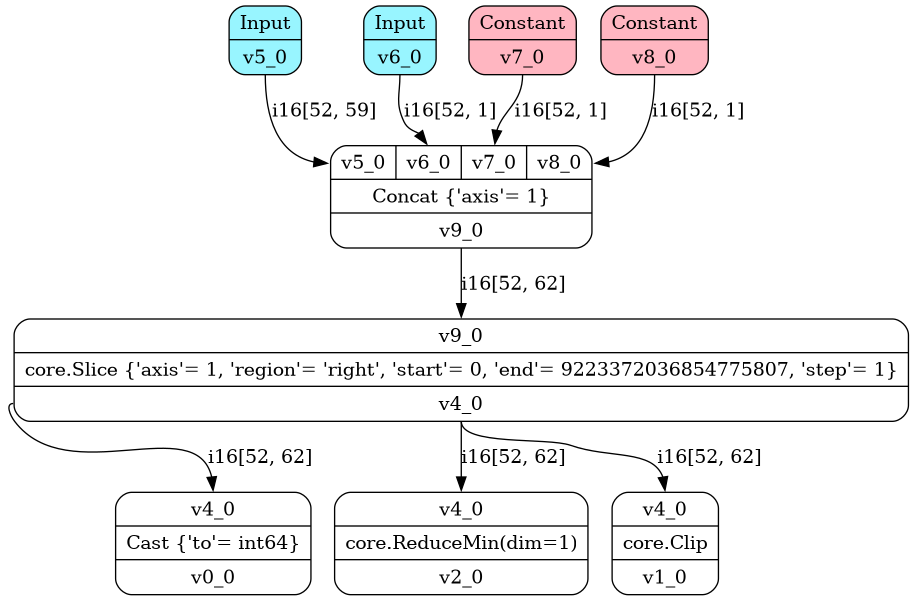 Input
v5_0
Input
v6_0
Constant
v7_0
Constant
v8_0
i16[52, 59]
i16[52, 1]
i16[52, 1]
i16[52, 1]
v5_0 v6_0 v7_0 v8_0
Concat {'axis'= 1}
v9_0
i16[52, 62]
v9_0
core.Slice {'axis'= 1, 'region'= 'right', 'start'= 0, 'end'= 9223372036854775807, 'step'= 1}
v4_0
i16[52, 62]
i16[52, 62]
i16[52, 62]
v4_0
Cast {'to'= int64}
v0_0
v4_0
core.ReduceMin(dim=1)
v2_0
v4_0
core.Clip
v1_0